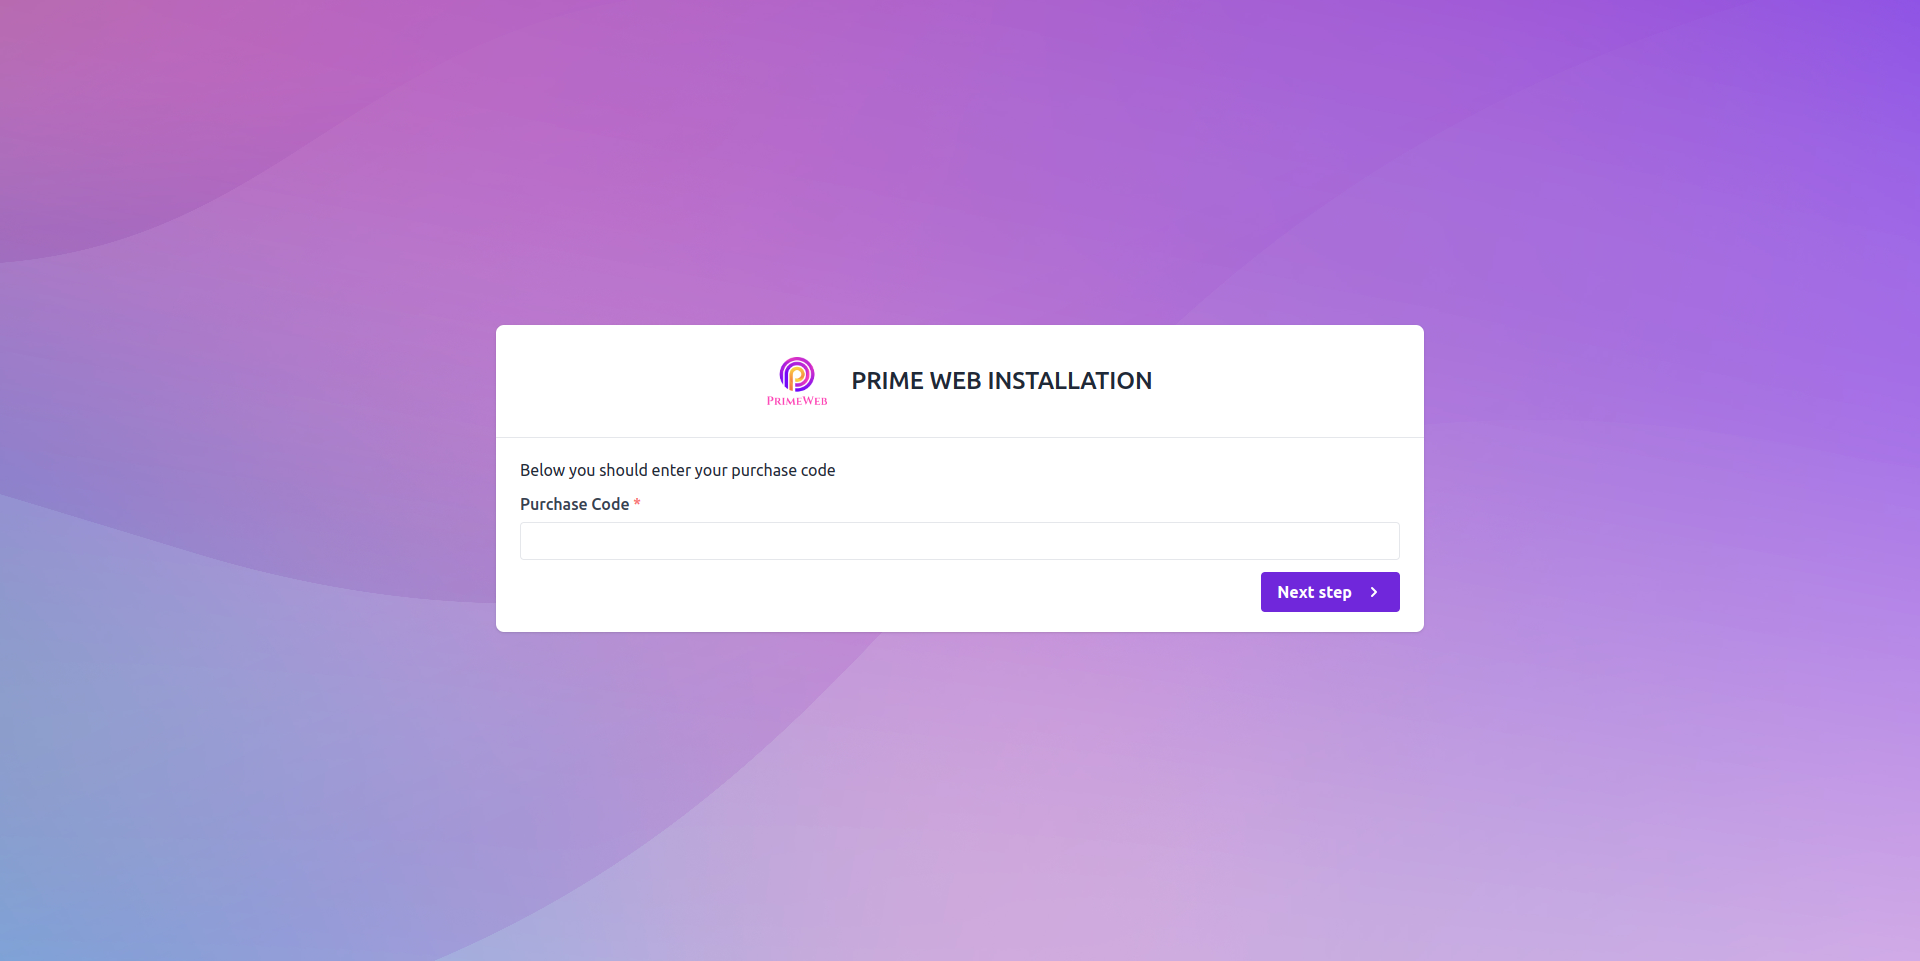 PRIMEWEB
PRIME WEB INSTALLATION
Below you should enter your purchase code
Purchase Code *
Next step